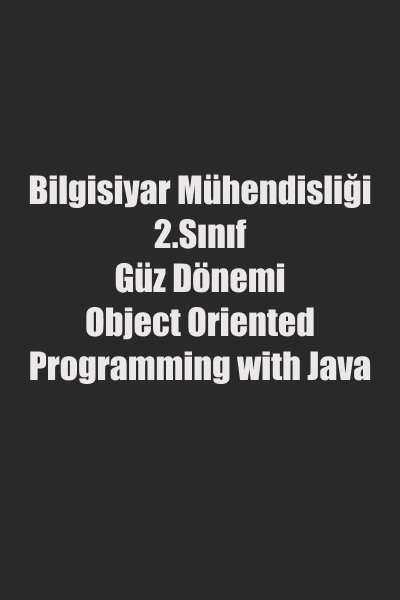 Bilgisiyar Mühendisliği
2.Sınıf
Güz Dönemi
Object Oriented
Programming with Java